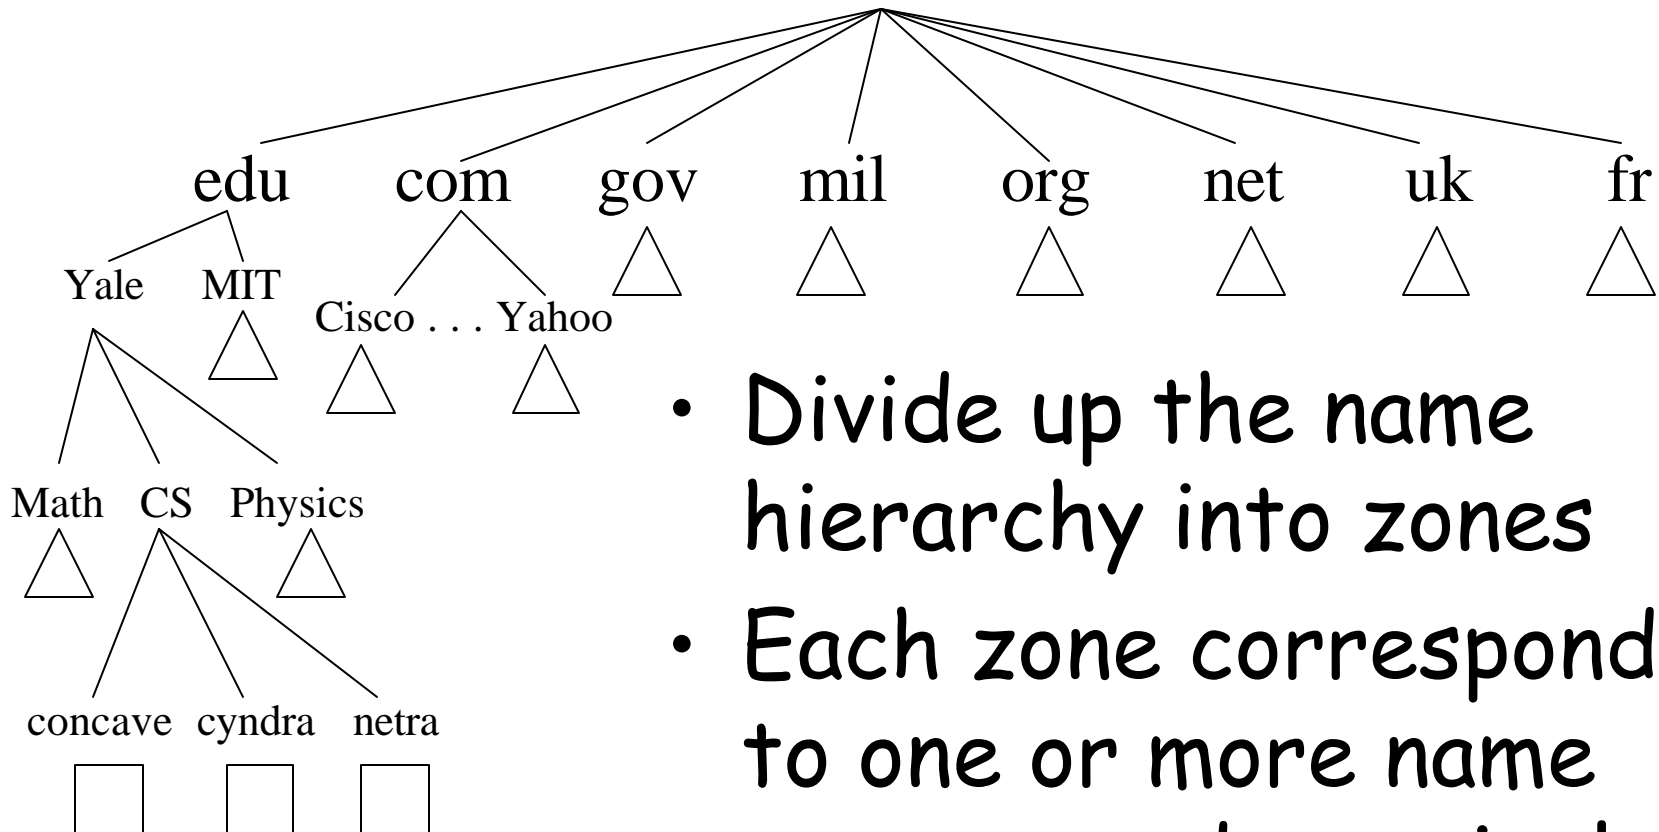 edu com gov mil org net uk fr
Yale MIT
Cisco . . . Yahoo
• Divide up the name
hierarchy into zones
Math CS Physics
• Each zone correspond
to one or more name
concave cyndra netra